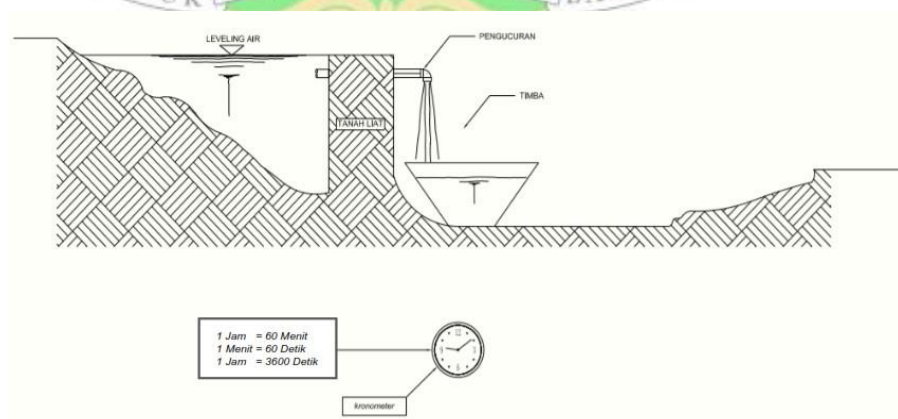 LEVELING AIR
PENGUCURAN
TIMBA
TANAH LIAT
1 Jam = 60 Menit
1 Menit = 60 Detik
1 Jam = 3600 Detik
kronometer